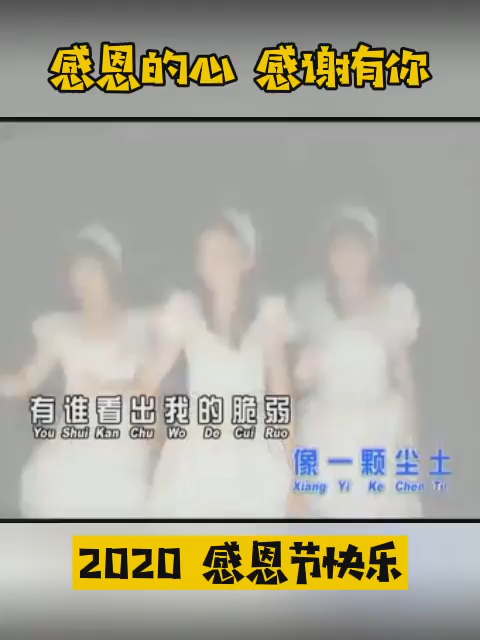 感恩的心 感谢有你
有谁看出我的脆弱
You Shui Kan Chu Wo De Cui Ruo
像一颗尘土
Xiang Yi Ke Chen Tu
2020 感恩节快乐